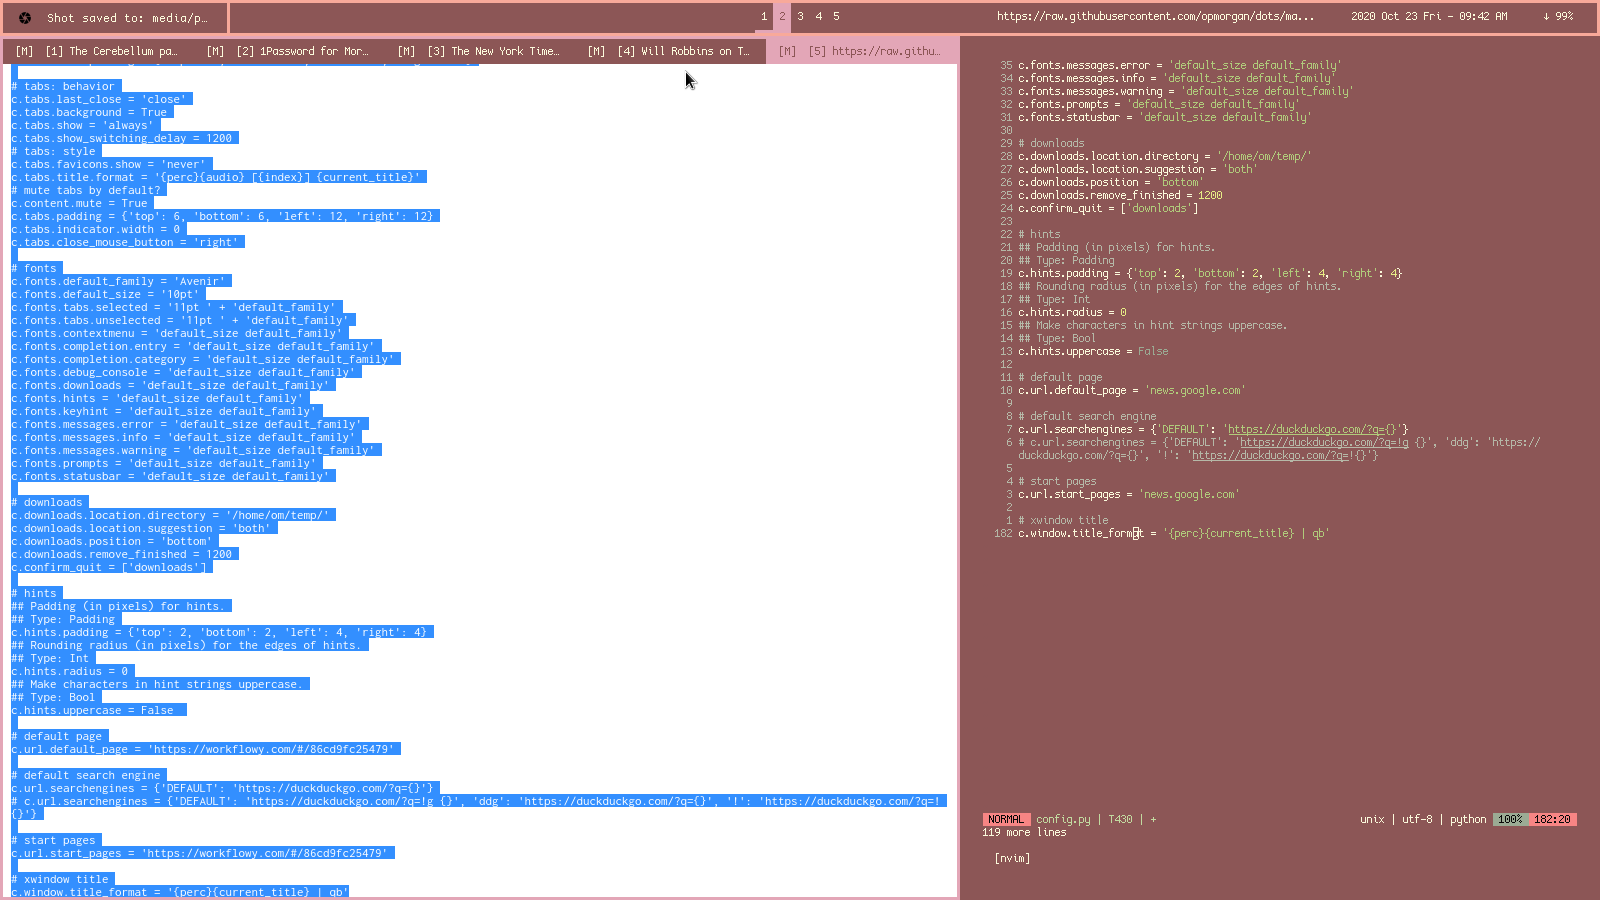 Shot saved to: media/p…
1 2 3 4 5
https://raw.githubusercontent.com/opmorgan/dots/ma...
2020 Oct 23 Fri – 09:42 AM
↓ 99%
[M] [1] The Cerebellum pa…
[M] [2] 1Password for Mor…
[M] [3] The New York Time…
[M] [4] Will Robbins on T…
[M] [5] https://raw.githu…
# tabs: behavior
c.tabs.last_close = 'close'
c.tabs.background = True
c.tabs.show = 'always'
c.tabs.show_switching_delay = 1200
# tabs: style
c.tabs.favicons.show = 'never'
c.tabs.title.format = '{perc}{audio} [{index}] {current_title}'
# mute tabs by default?
c.content.mute = True
c.tabs.padding = {'top': 6, 'bottom': 6, 'left': 12, 'right': 12}
c.tabs.indicator.width = 0
c.tabs.close_mouse_button = 'right'
# fonts
c.fonts.default_family = 'Avenir'
c.fonts.default_size = '10pt'
c.fonts.tabs.selected = '11pt ' + 'default_family'
c.fonts.tabs.unselected = '11pt ' + 'default_family'
c.fonts.contextmenu = 'default_size default_family'
c.fonts.completion.entry = 'default_size default_family'
c.fonts.completion.category = 'default_size default_family'
c.fonts.debug_console = 'default_size default_family'
c.fonts.downloads = 'default_size default_family'
c.fonts.hints = 'default_size default_family'
c.fonts.keyhint = 'default_size default_family'
c.fonts.messages.error = 'default_size default_family'
c.fonts.messages.info = 'default_size default_family'
c.fonts.messages.warning = 'default_size default_family'
c.fonts.prompts = 'default_size default_family'
c.fonts.statusbar = 'default_size default_family'
# downloads
c.downloads.location.directory = '/home/om/temp/'
c.downloads.location.suggestion = 'both'
c.downloads.position = 'bottom'
c.downloads.remove_finished = 1200
c.confirm_quit = ['downloads']
# hints
## Padding (in pixels) for hints.
## Type: Padding
c.hints.padding = {'top': 2, 'bottom': 2, 'left': 4, 'right': 4}
## Rounding radius (in pixels) for the edges of hints.
## Type: Int
c.hints.radius = 0
## Make characters in hint strings uppercase.
## Type: Bool
c.hints.uppercase = False
# default page
c.url.default_page = 'https://workflowy.com/#/86cd9fc25479'
# default search engine
c.url.searchengines = {'DEFAULT': 'https://duckduckgo.com/?q={}'}
# c.url.searchengines = {'DEFAULT': 'https://duckduckgo.com/?q=!g {}', 'ddg': 'https://duckduckgo.com/?q={}', '!': 'https://duckduckgo.com/?q=!
{}'}
# start pages
c.url.start_pages = 'https://workflowy.com/#/86cd9fc25479'
# xwindow title
c.window.title_format = '{perc}{current_title} | qb'
35 c.fonts.messages.error = 'default_size default_family'
34 c.fonts.messages.info = 'default_size default_family'
33 c.fonts.messages.warning = 'default_size default_family'
32 c.fonts.prompts = 'default_size default_family'
31 c.fonts.statusbar = 'default_size default_family'
30
29 # downloads
28 c.downloads.location.directory = '/home/om/temp/'
27 c.downloads.location.suggestion = 'both'
26 c.downloads.position = 'bottom'
25 c.downloads.remove_finished = 1200
24 c.confirm_quit = ['downloads']
23
22 # hints
21 ## Padding (in pixels) for hints.
20 ## Type: Padding
19 c.hints.padding = {'top': 2, 'bottom': 2, 'left': 4, 'right': 4}
18 ## Rounding radius (in pixels) for the edges of hints.
17 ## Type: Int
16 c.hints.radius = 0
15 ## Make characters in hint strings uppercase.
14 ## Type: Bool
13 c.hints.uppercase = False
12
11 # default page
10 c.url.default_page = 'news.google.com'
9
8 # default search engine
7 c.url.searchengines = {'DEFAULT': 'https://duckduckgo.com/?q={}'}
6 # c.url.searchengines = {'DEFAULT': 'https://duckduckgo.com/?q=!g {}', 'ddg': 'https://
duckduckgo.com/?q={}', '!': 'https://duckduckgo.com/?q=!{}'}
5
4 # start pages
3 c.url.start_pages = 'news.google.com'
2
1 # xwindow title
182 c.window.title_format = '{perc}{current_title} | qb'
NORMAL config.py | T430 | +
unix | utf-8 | python 100% 182:20
119 more lines
[nvim]